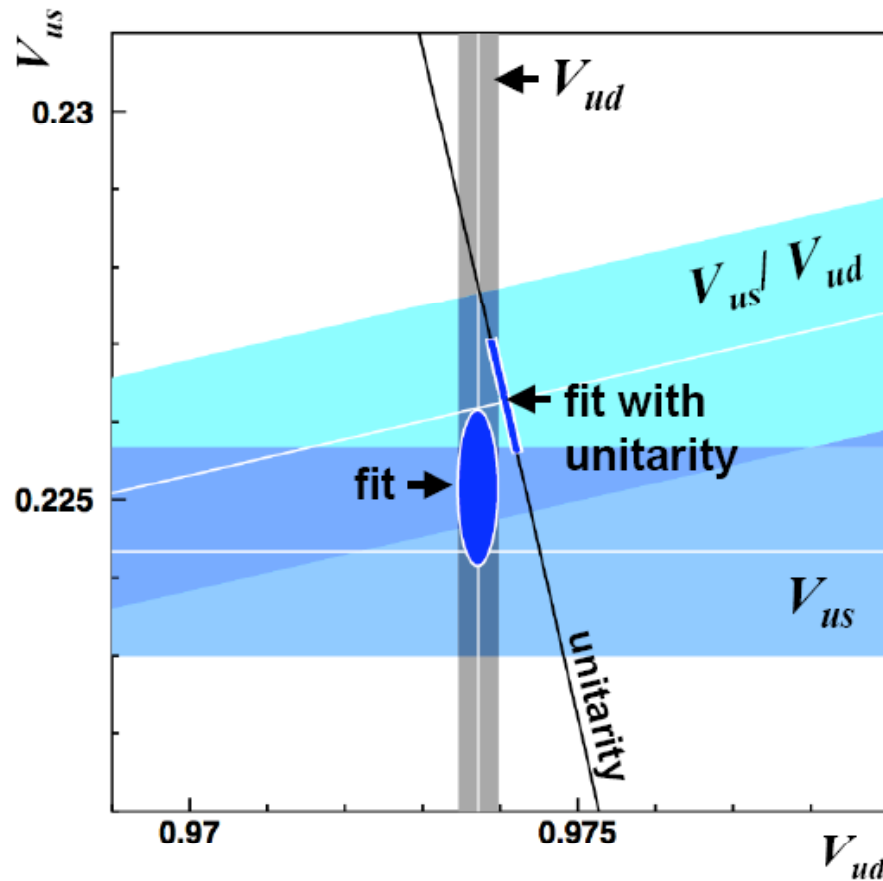 V_us
0.23
V_ud
V_us/ V_ud
fit with
unitarity
fit
0.225
V_us
unitarity
0.97
0.975
V_ud